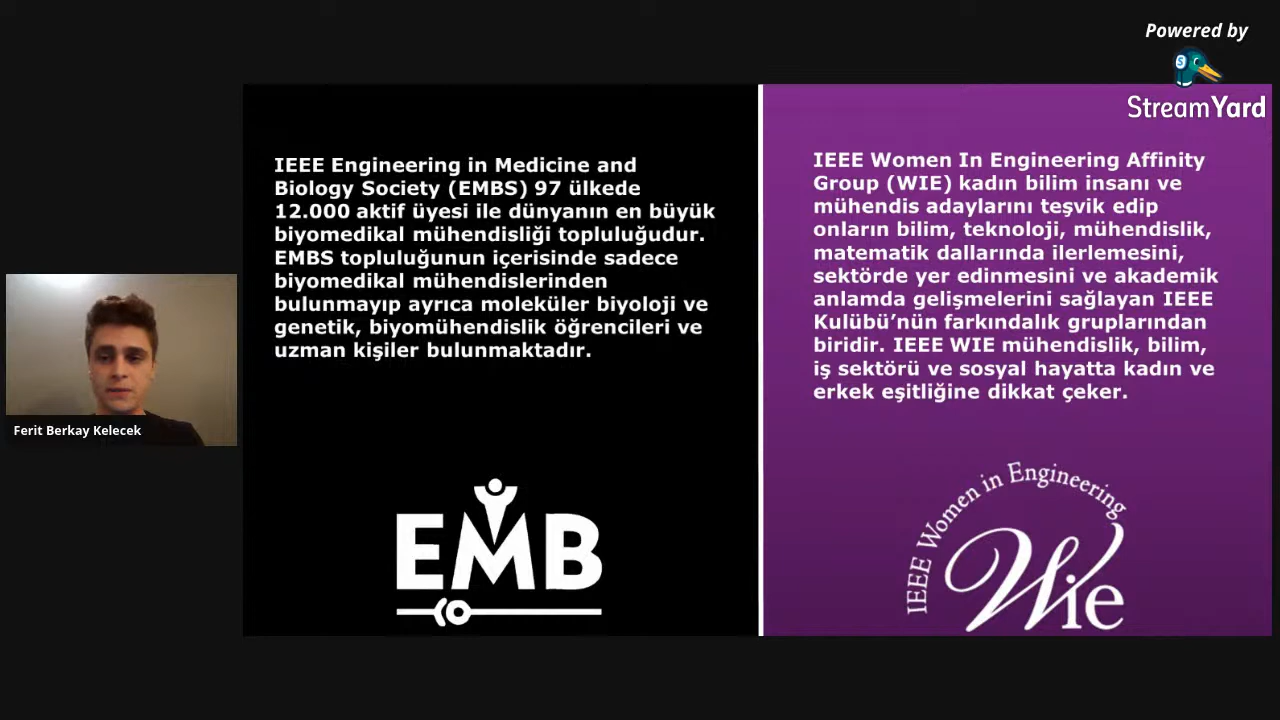 Powered by
StreamYard
IEEE Engineering in Medicine and
Biology Society (EMBS) 97 ülkede
12.000 aktif üyesi ile dünyanın en büyük
biyomedikal mühendisliği topluluğudur.
EMBS topluluğunun içerisinde sadece
biyomedikal mühendislerinden
bulunmayıp ayrıca moleküler biyoloji ve
genetik, biyomühendislik öğrencileri ve
uzman kişiler bulunmaktadır.
EMB
IEEE Women In Engineering Affinity
Group (WIE) kadın bilim insanı ve
mühendis adaylarını teşvik edip
onların bilim, teknoloji, mühendislik,
matematik dallarında ilerlemesini,
sektörde yer edinmesini ve akademik
anlamda gelişmelerini sağlayan IEEE
Kulübü’nün farkındalık gruplarından
biridir. IEEE WIE mühendislik, bilim,
iş sektörü ve sosyal hayatta kadın ve
erkek eşitliğine dikkat çeker.
IEEE Women in Engineering
Wie
Ferit Berkay Kelecek